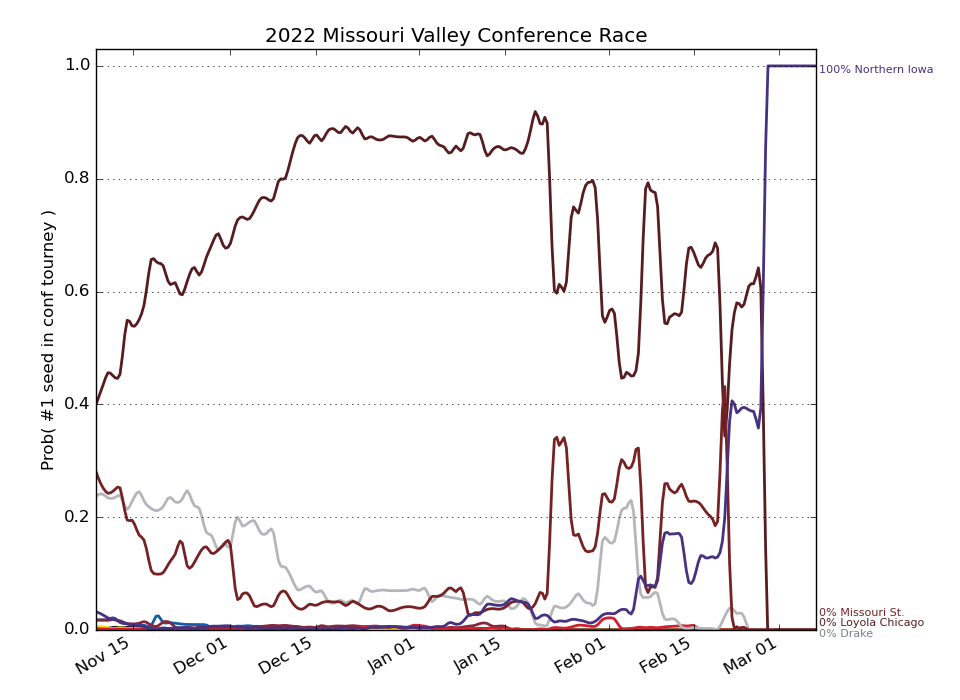 2022 Missouri Valley Conference Race
Prob( #1 seed in conf tourney )
1.0
0.8
0.6
0.4
0.2
0.0
Nov 15
Dec 01
Dec 15
Jan 01
Jan 15
Feb 01
Feb 15
Mar 01
100% Northern Iowa
0% Missouri St.
0% Loyola Chicago
0% Drake